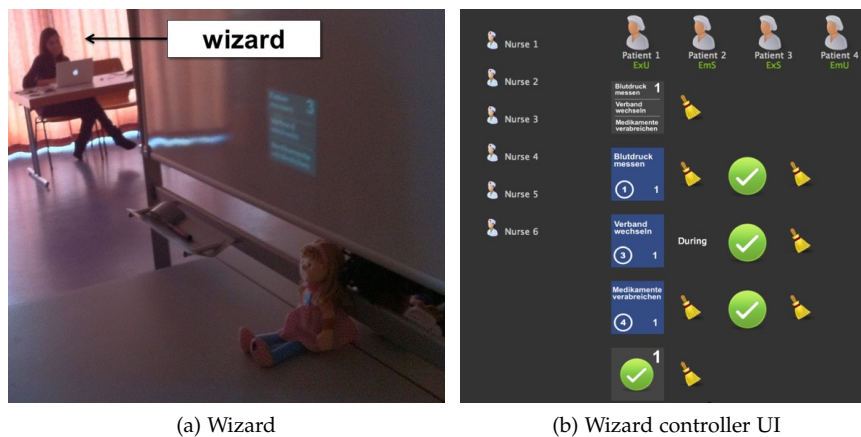 wizard
3
Nurse 1
Nurse 2
Nurse 3
Nurse 4
Nurse 5
Nurse 6
Patient 1
ExU
Patient 2
EmS
Patient 3
ExS
Patient 4
EmU
Blutdruck
messen
1
Verband
wechseln
Medikamente
verabreichen
Blutdruck
messen
1 1
Verband
wechseln
3 1
During
Medikamente
verabreichen
4 1
1
(a) Wizard
(b) Wizard controller UI